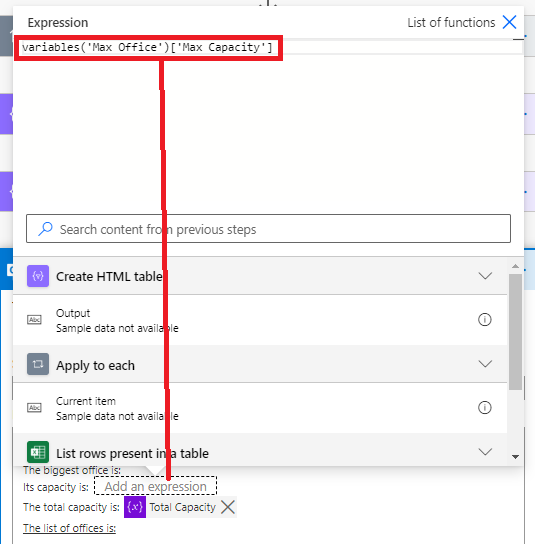 Expression
List of functions
variables('Max Office')['Max Capacity']
Search content from previous steps
Create HTML table
Output
Abc
Sample data not available
Apply to each
Current item
Abc
Sample data not available
List rows present in a table
The biggest office is:
Its capacity is: Add an expression
The total capacity is: {x} Total Capacity
The list of offices is: